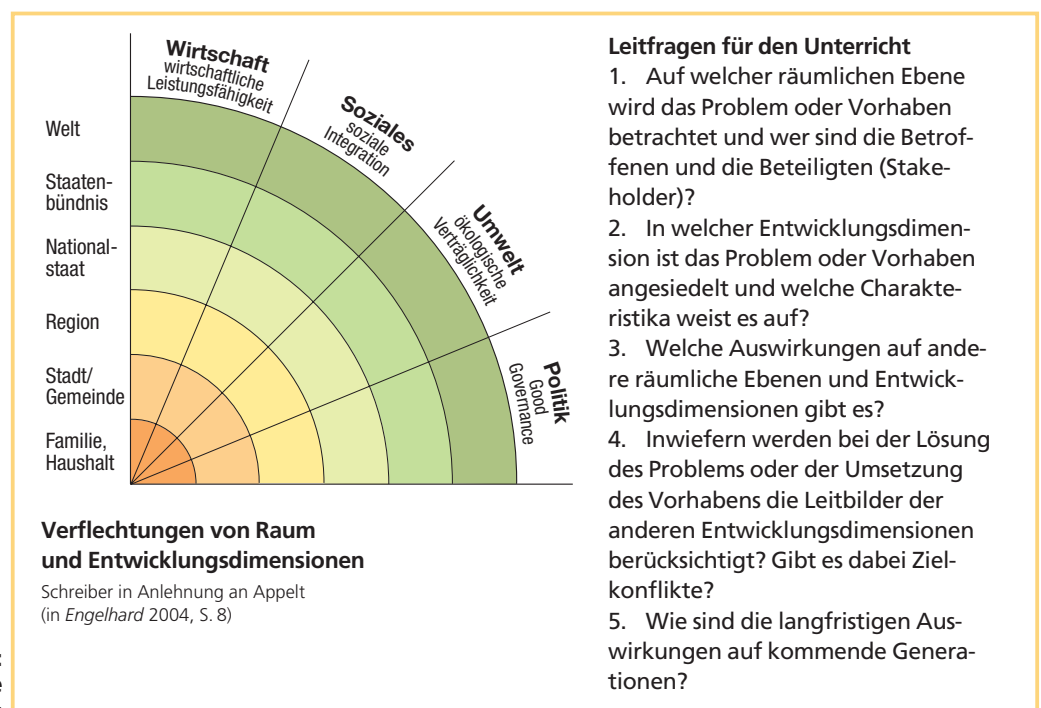 Wirtschaft
wirtschaftliche
Leistungsfähigkeit
Soziales
soziale
Integration
Umwelt
ökologische
Verträglichkeit
Politik
Good
Governance
Welt
Staaten-
bündnis
National-
staat
Region
Stadt/
Gemeinde
Familie,
Haushalt
Verflechtungen von Raum
und Entwicklungsdimensionen
Schreiber in Anlehnung an Appelt
(in Engelhard 2004, S. 8)
Leitfragen für den Unterricht
1. Auf welcher räumlichen Ebene
wird das Problem oder Vorhaben
betrachtet und wer sind die Betrof-
fenen und die Beteiligten (Stake-
holder)?
2. In welcher Entwicklungsdimen-
sion ist das Problem oder Vorhaben
angesiedelt und welche Charakte-
ristika weist es auf?
3. Welche Auswirkungen auf ande-
re räumliche Ebenen und Entwick-
lungsdimensionen gibt es?
4. Inwiefern werden bei der Lösung
des Problems oder der Umsetzung
des Vorhabens die Leitbilder der
anderen Entwicklungsdimensionen
berücksichtigt? Gibt es dabei Ziel-
konflikte?
5. Wie sind die langfristigen Aus-
wirkungen auf kommende Genera-
tionen?